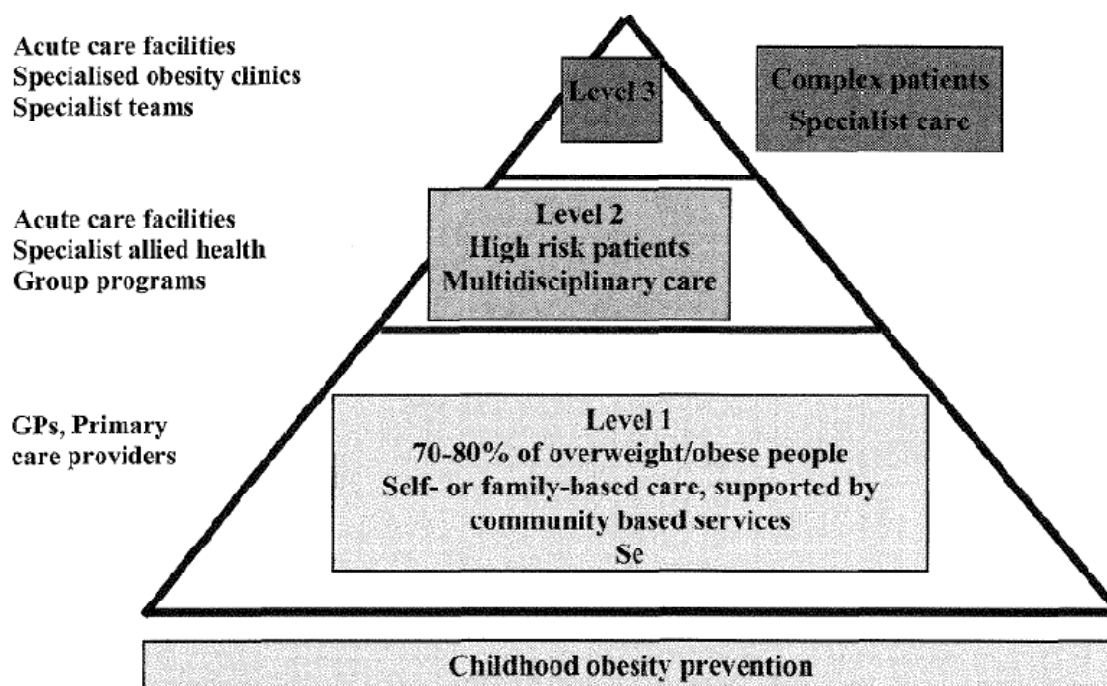 Acute care facilities
Specialised obesity clinics
Specialist teams
Level 3
Complex patients
Specialist care
Acute care facilities
Specialist allied health
Group programs
Level 2
High risk patients
Multidisciplinary care
GPs, Primary
care providers
Level 1
70-80% of overweight/obese people
Self- or family-based care, supported by
community based services
Se
Childhood obesity prevention